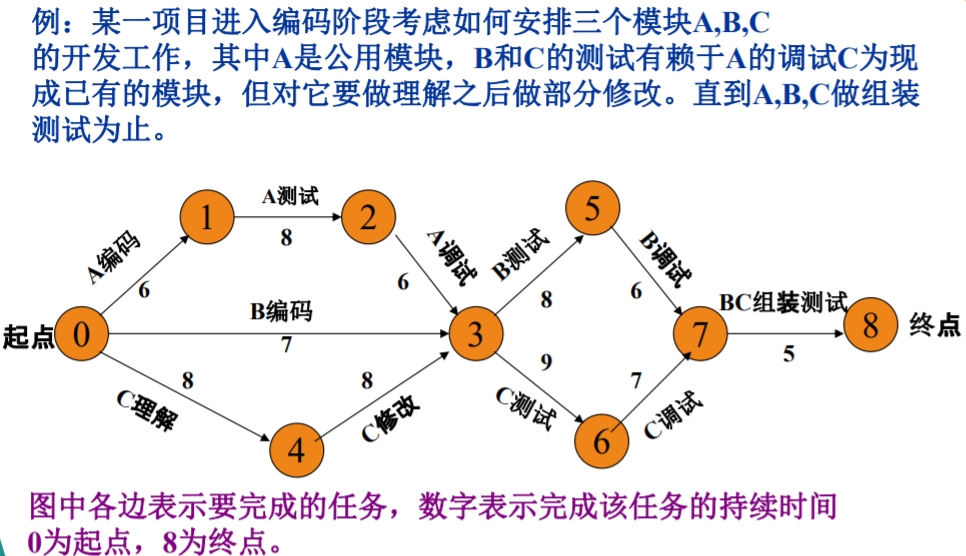 例：某一项目进入编码阶段考虑如何安排三个模块A,B,C
的开发工作，其中A是公用模块，B和C的测试有赖于A的调试C为现
成已有的模块，但对它要做理解之后做部分修改。直到A,B,C做组装
测试为止。
A测试
8
1
2
5
A编码
6
A调试
6
B测试
8
B调试
6
起点
0
B编码
7
3
7
BC组装测试
5
8
终点
8
C理解
8
C修改
9
C测试
7
C调试
4
6
图中各边表示要完成的任务，数字表示完成该任务的持续时间
0为起点，8为终点。